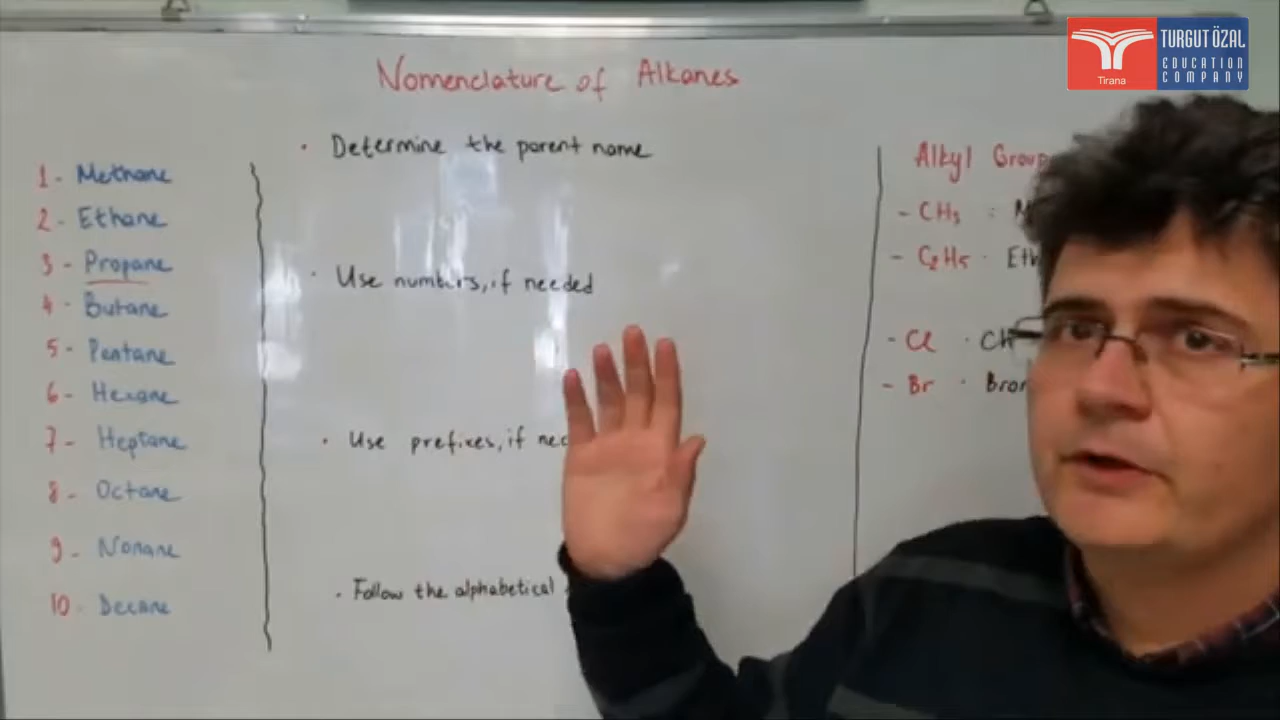 Nomenclature of Alkanes
1- Methane
2- Ethane
3- Propane
4- Butane
5- Pentane
6- Hexane
7- Heptane
8- Octane
9- Nonane
10- Decane
• Determine the parent name
• Use numbers, if needed
• Use prefixes, if
• Follow the alphabetical
Alkyl
- CH3 :
- C2H5 ·
- Cl ·
- Br ·
Tirana
TURGUT ÖZAL
EDUCATION
COMPANY